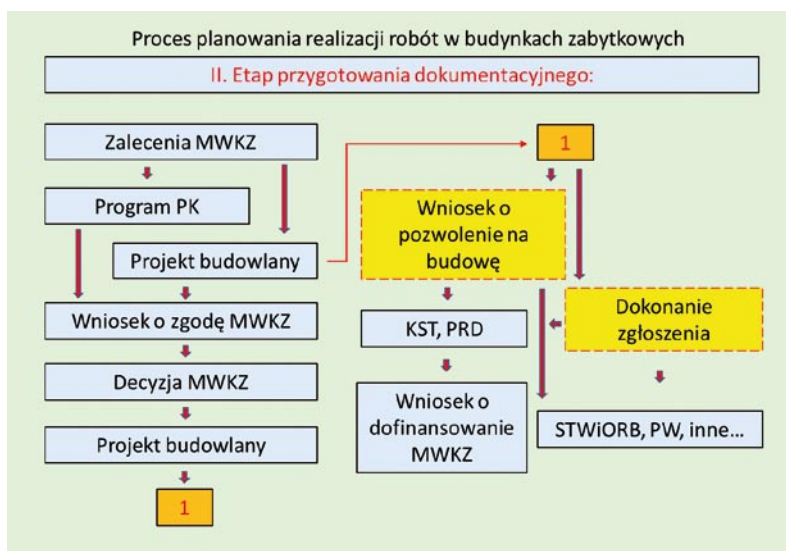 Proces planowania realizacji robót w budynkach zabytkowych
II. Etap przygotowania dokumentacyjnego:
Zalecenia MWKZ
Program PK
Projekt budowlany
Wniosek o zgodę MWKZ
Decyzja MWKZ
Projekt budowlany
1
1
Wniosek o
pozwolenie na
budowę
KST, PRD
Wniosek o
dofinansowanie
MWKZ
Dokonanie
zgłoszenia
STWiORB, PW, inne...